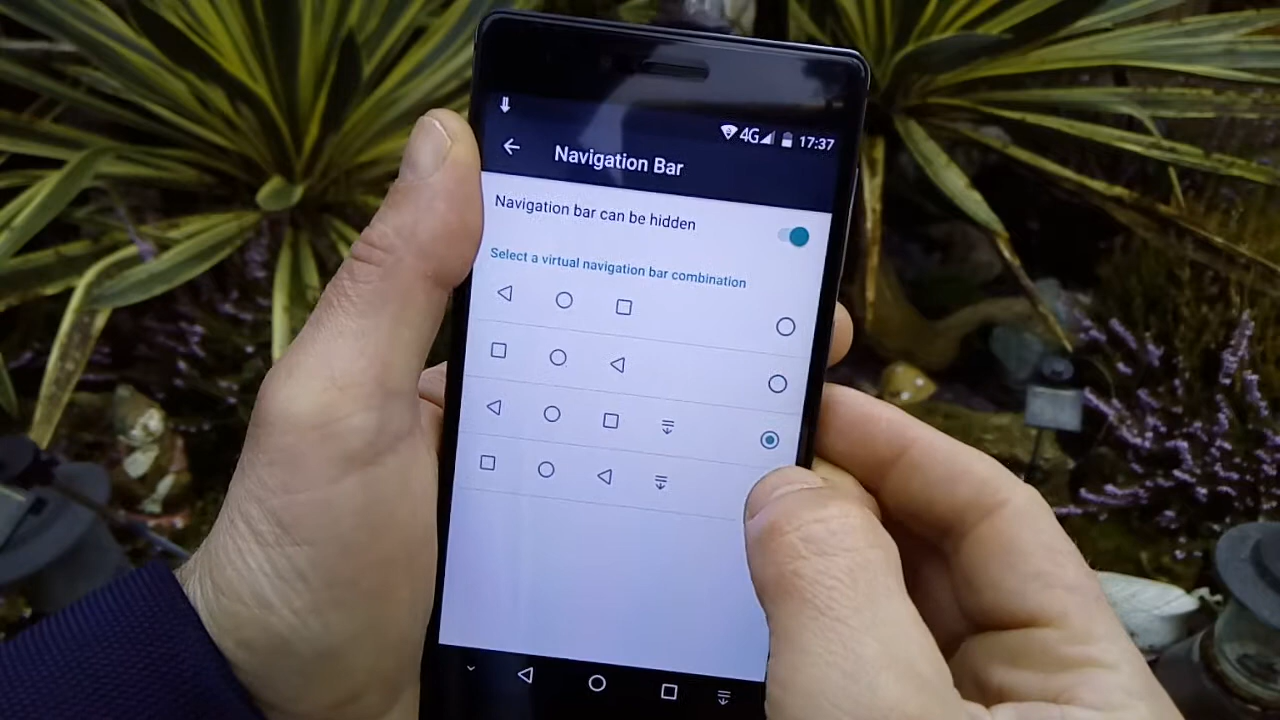 4G 17:37
Navigation Bar
Navigation bar can be hidden
Select a virtual navigation bar combination